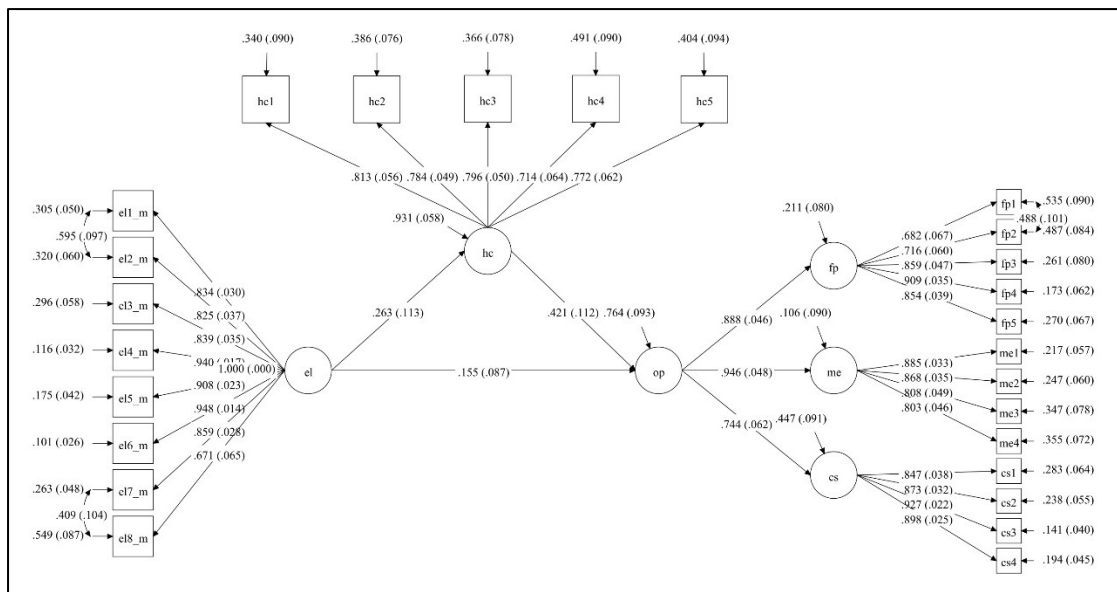 .340 (.090) .386 (.076) .366 (.078) .491 (.090) .404 (.094)
hc1 hc2 hc3 hc4 hc5
.813 (.056) .784 (.049) .796 (.050) .714 (.064) .772 (.062)
.931 (.058)
hc
.305 (.050) el1_m
.595 (.097)
.320 (.060) el2_m
.296 (.058) el3_m
.116 (.032) el4_m
.175 (.042) el5_m
.101 (.026) el6_m
.263 (.048) el7_m
.409 (.104)
.549 (.087) el8_m
.834 (.030)
.825 (.037)
.839 (.035)
.940 (.017)
1.000 (.000)
.908 (.023)
.948 (.014)
.859 (.028)
.671 (.065)
el
.263 (.113)
.421 (.112)
.155 (.087)
.764 (.093)
op
.888 (.046)
.946 (.048)
.744 (.062)
.211 (.080)
fp
.106 (.090)
me
.447 (.091)
cs
.682 (.067)
.716 (.060)
.859 (.047)
.909 (.035)
.854 (.039)
.885 (.033)
.868 (.035)
.808 (.049)
.803 (.046)
.847 (.038)
.873 (.032)
.927 (.022)
.898 (.025)
fp1 .535 (.090)
.488 (.101)
fp2 .487 (.084)
fp3 .261 (.080)
fp4 .173 (.062)
fp5 .270 (.067)
me1 .217 (.057)
me2 .247 (.060)
me3 .347 (.078)
me4 .355 (.072)
cs1 .283 (.064)
cs2 .238 (.055)
cs3 .141 (.040)
cs4 .194 (.045)